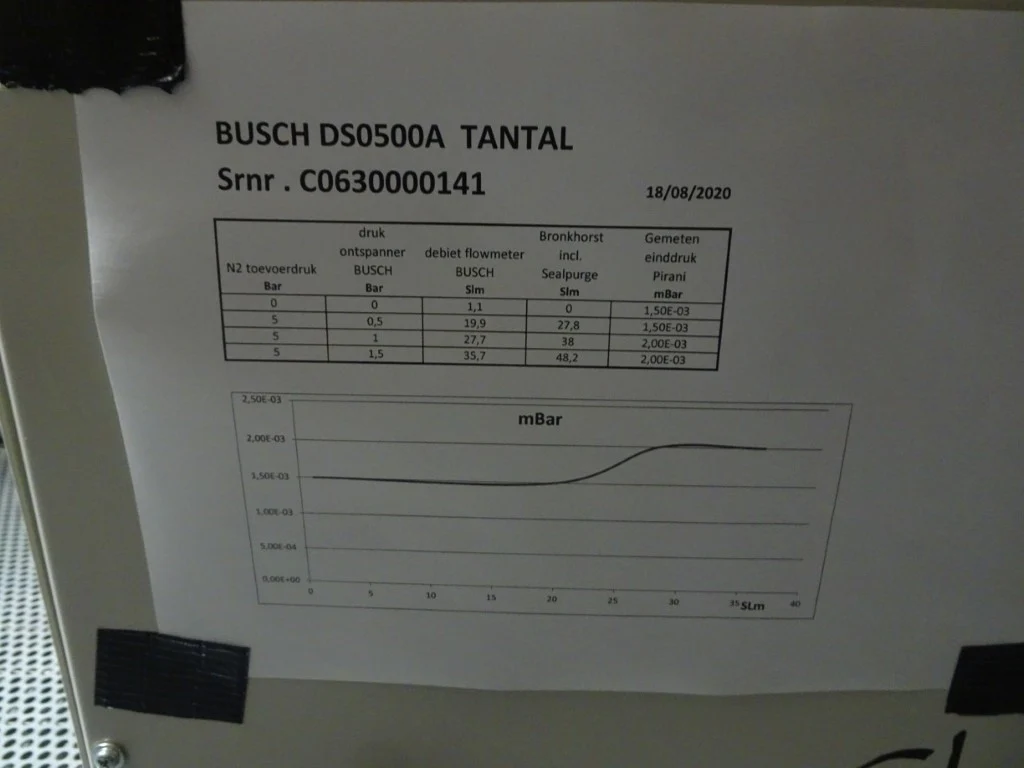 BUSCH DS0500A TANTAL
Srnr . C0630000141
18/08/2020
N2 toevoerdruk druk ontspanner BUSCH debiet flowmeter BUSCH Bronkhorst incl. Sealpurge Gemeten einddruk Pirani
Bar Bar Slm Slm mBar
0 0 1,1 0 1,50E-03
5 0,5 19,9 27,8 1,50E-03
5 1 27,7 38 2,00E-03
5 1,5 35,7 48,2 2,00E-03
mBar
2,50E-03
2,00E-03
1,50E-03
1,00E-03
5,00E-04
0,00E+00
0 5 10 15 20 25 30 35 SLm 40